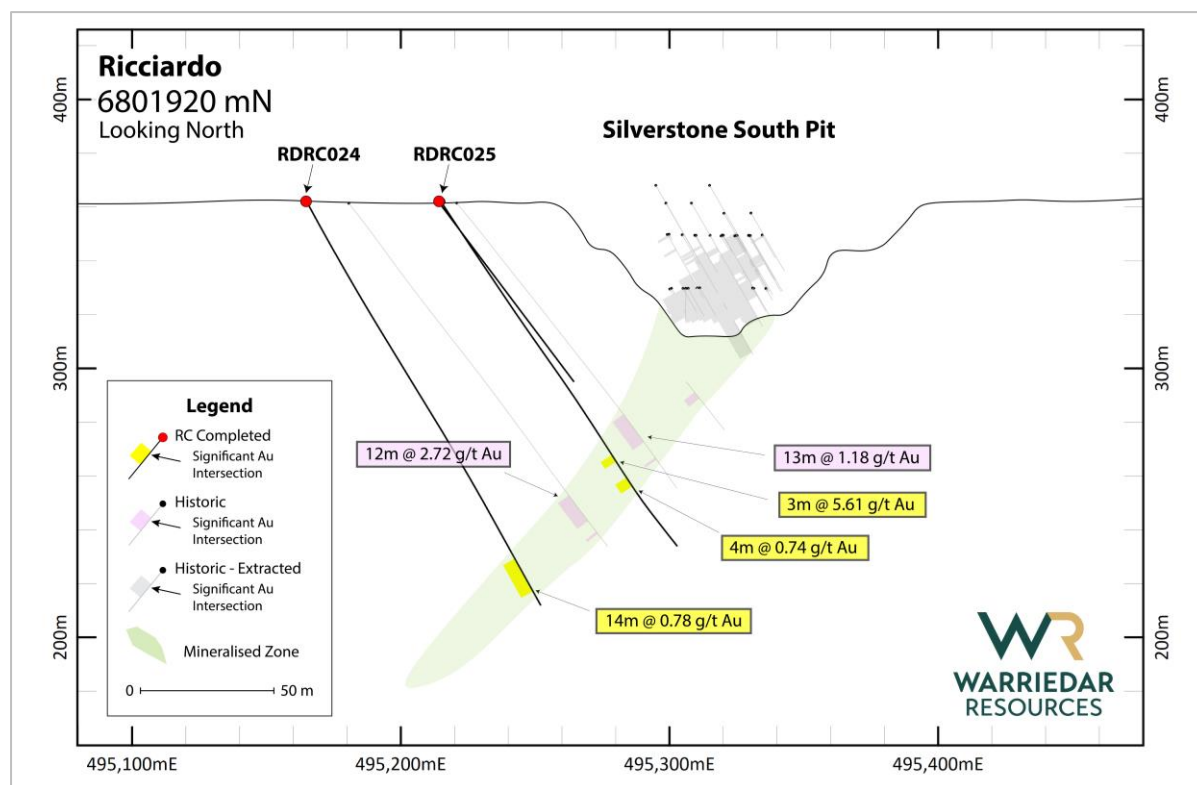 Ricciardo
6801920 mN
Looking North
Silverstone South Pit
RDRC024
RDRC025
400m
400m
300m
300m
200m
200m
Legend
RC Completed
Significant Au
Intersection
Historic
Significant Au
Intersection
Historic - Extracted
Significant Au
Intersection
Mineralised Zone
0
50 m
12m @ 2.72 g/t Au
13m @ 1.18 g/t Au
3m @ 5.61 g/t Au
4m @ 0.74 g/t Au
14m @ 0.78 g/t Au
WR
WARRIEDAR
RESOURCES
495,100mE
495,200mE
495,300mE
495,400mE